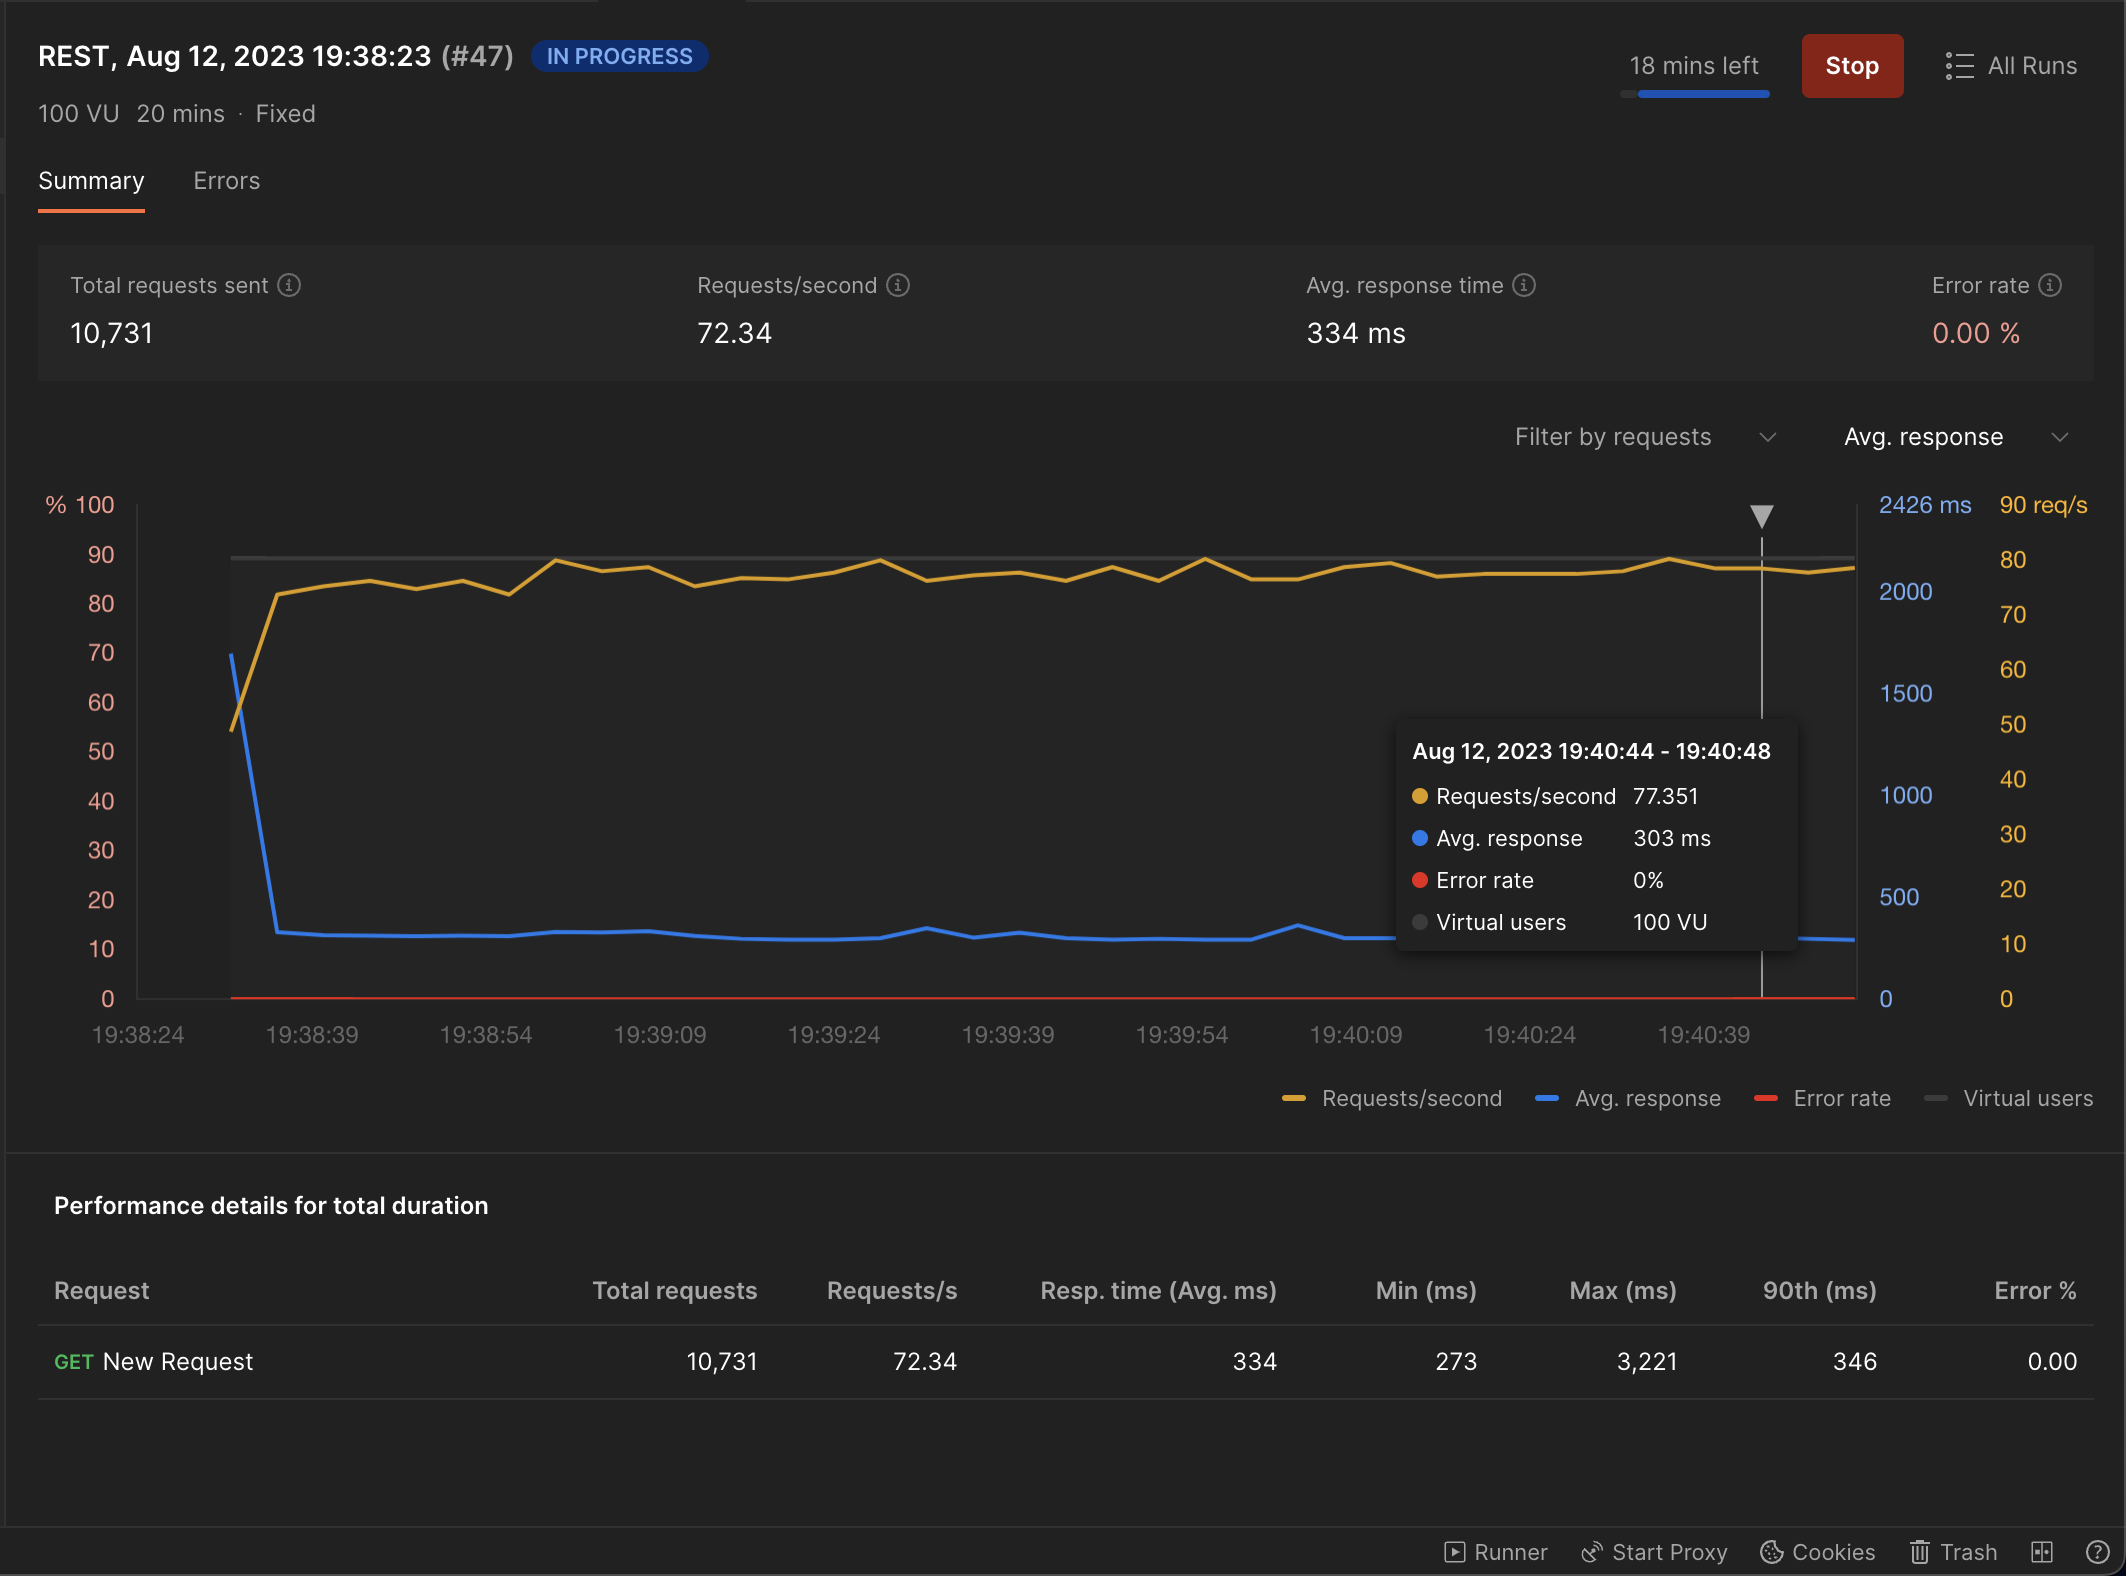 REST, Aug 12, 2023 19:38:23 (#47) IN PROGRESS
18 mins left Stop All Runs
100 VU 20 mins · Fixed
Summary Errors
Total requests sent Requests/second Avg. response time Error rate
10,731 72.34 334 ms 0.00 %
Filter by requests Avg. response
% 100 2426 ms 90 req/s
90 80
80 2000 70
70 60
60 1500 50
50 40
40 1000 30
30 20
20 500 10
10 0
0 0
Aug 12, 2023 19:40:44 - 19:40:48
Requests/second 77.351
Avg. response 303 ms
Error rate 0%
Virtual users 100 VU
19:38:24 19:38:39 19:38:54 19:39:09 19:39:24 19:39:39 19:39:54 19:40:09 19:40:24 19:40:39
Requests/second Avg. response Error rate Virtual users
Performance details for total duration
Request Total requests Requests/s Resp. time (Avg. ms) Min (ms) Max (ms) 90th (ms) Error %
GET New Request 10,731 72.34 334 273 3,221 346 0.00
Runner Start Proxy Cookies Trash